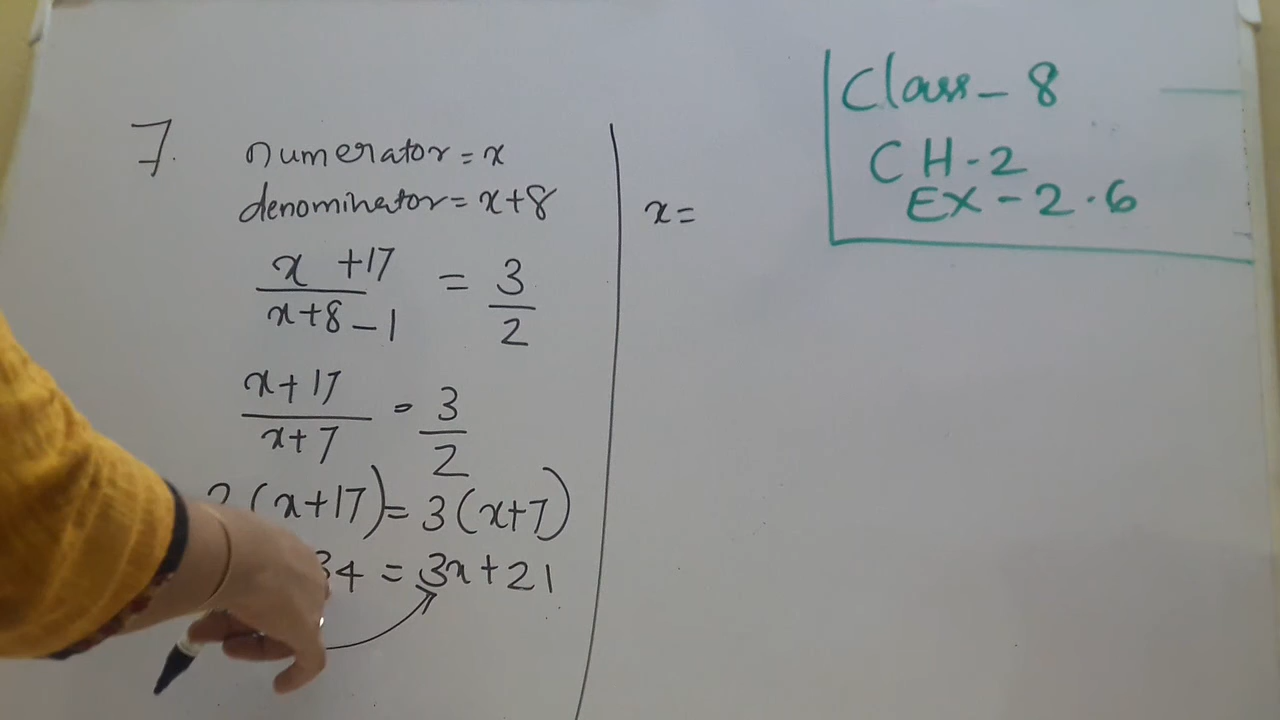 7.
numerator = x
denominator = x+8
x +17 / x+8-1 = 3/2
x+17 / x+7 = 3/2
2(x+17) = 3(x+7)
34 = 3x+21
x =
Class - 8
CH-2
EX - 2.6